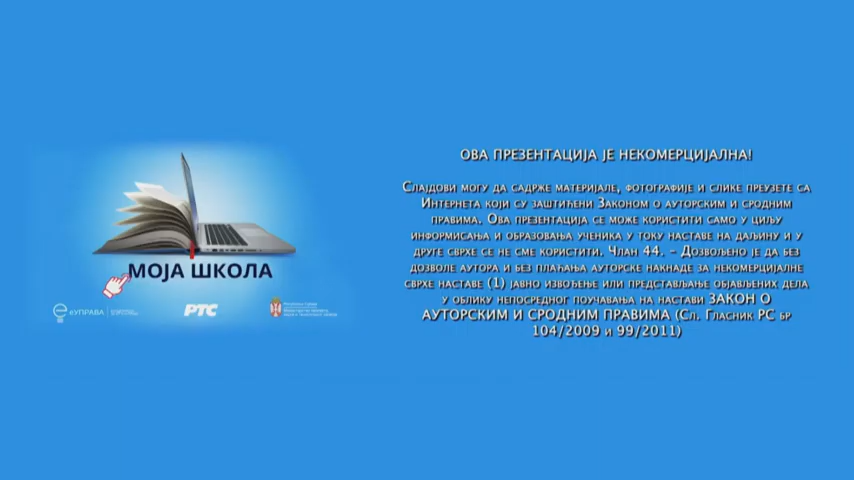 ОВА ПРЕЗЕНТАЦИЈА ЈЕ НЕКОМЕРЦИЈАЛНА!
Слајдови могу да садрже материјале, фотографије и слике преузете са
Интернета који су заштићени Законом о ауторским и сродним
правима. Ова презентација се може користити само у циљу
информисања и образовања ученика у току наставе на даљину и у
друге сврхе се не сме користити. Члан 44. – Дозвољено је да без
дозволе аутора и без плаћања ауторске накнаде за некомерцијалне
сврхе наставе (1) јавно извођење или представљање објављених дела
у облику непосредног поучавања на настави ЗАКОН О
АУТОРСКИМ И СРОДНИМ ПРАВИМА (Сл. Гласник РС бр
104/2009 и 99/2011)
МОЈА ШКОЛА
еУПРАВА
РТС